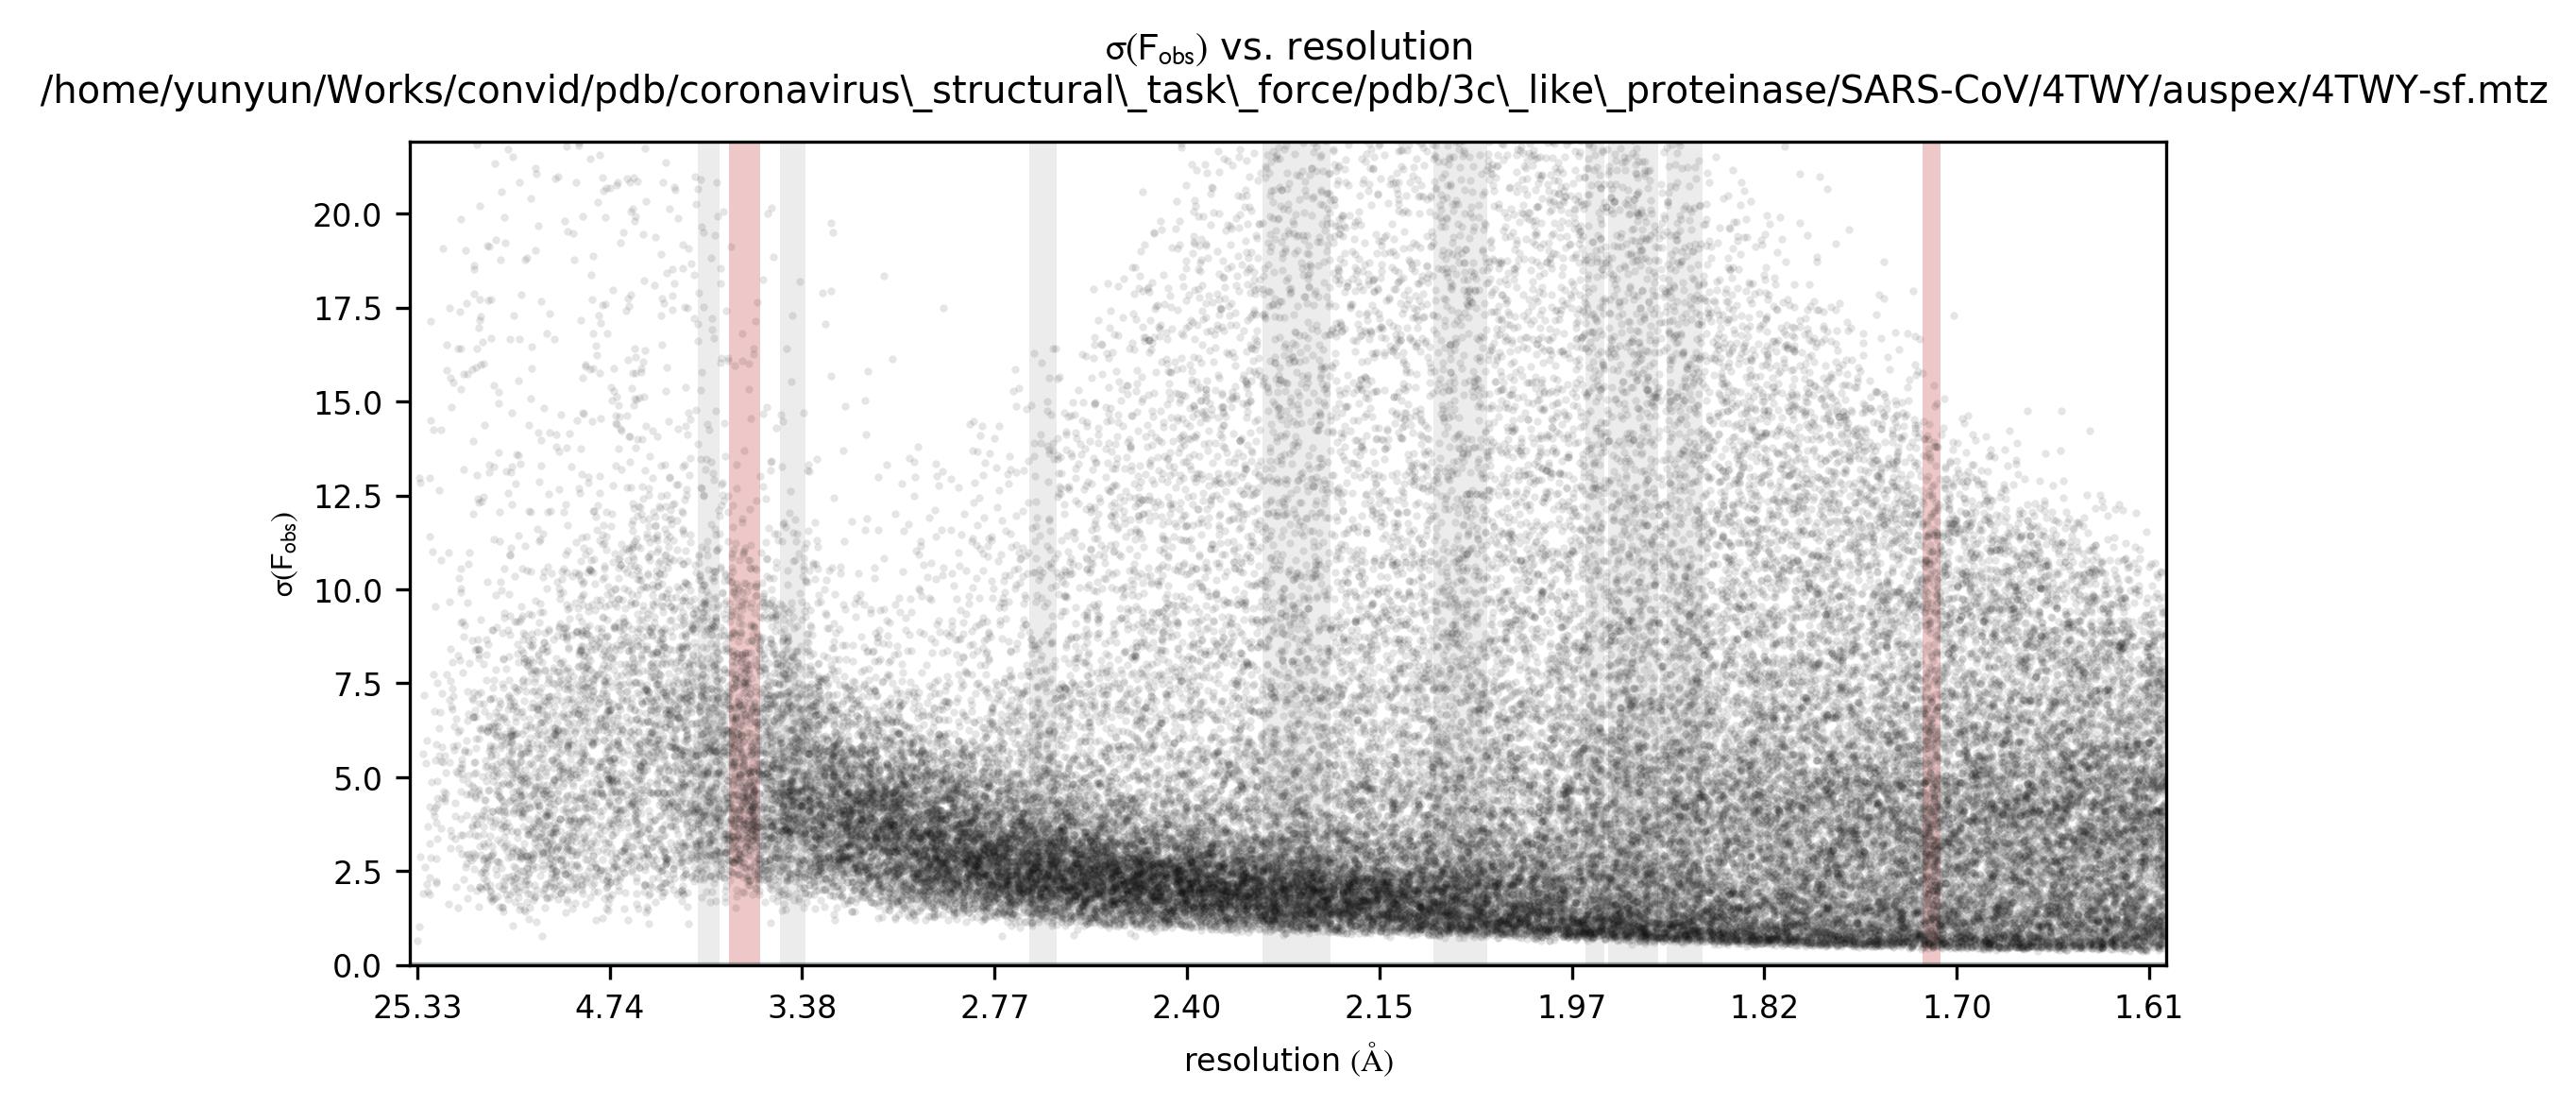 σ(Fobs) vs. resolution
/home/yunyun/Works/convid/pdb/coronavirus\_structural\_task\_force/pdb/3c\_like\_proteinase/SARS-CoV/4TWY/auspex/4TWY-sf.mtz
20.0
17.5
15.0
12.5
10.0
7.5
5.0
2.5
0.0
σ(Fobs)
25.33 4.74 3.38 2.77 2.40 2.15 1.97 1.82 1.70 1.61
resolution (Å)